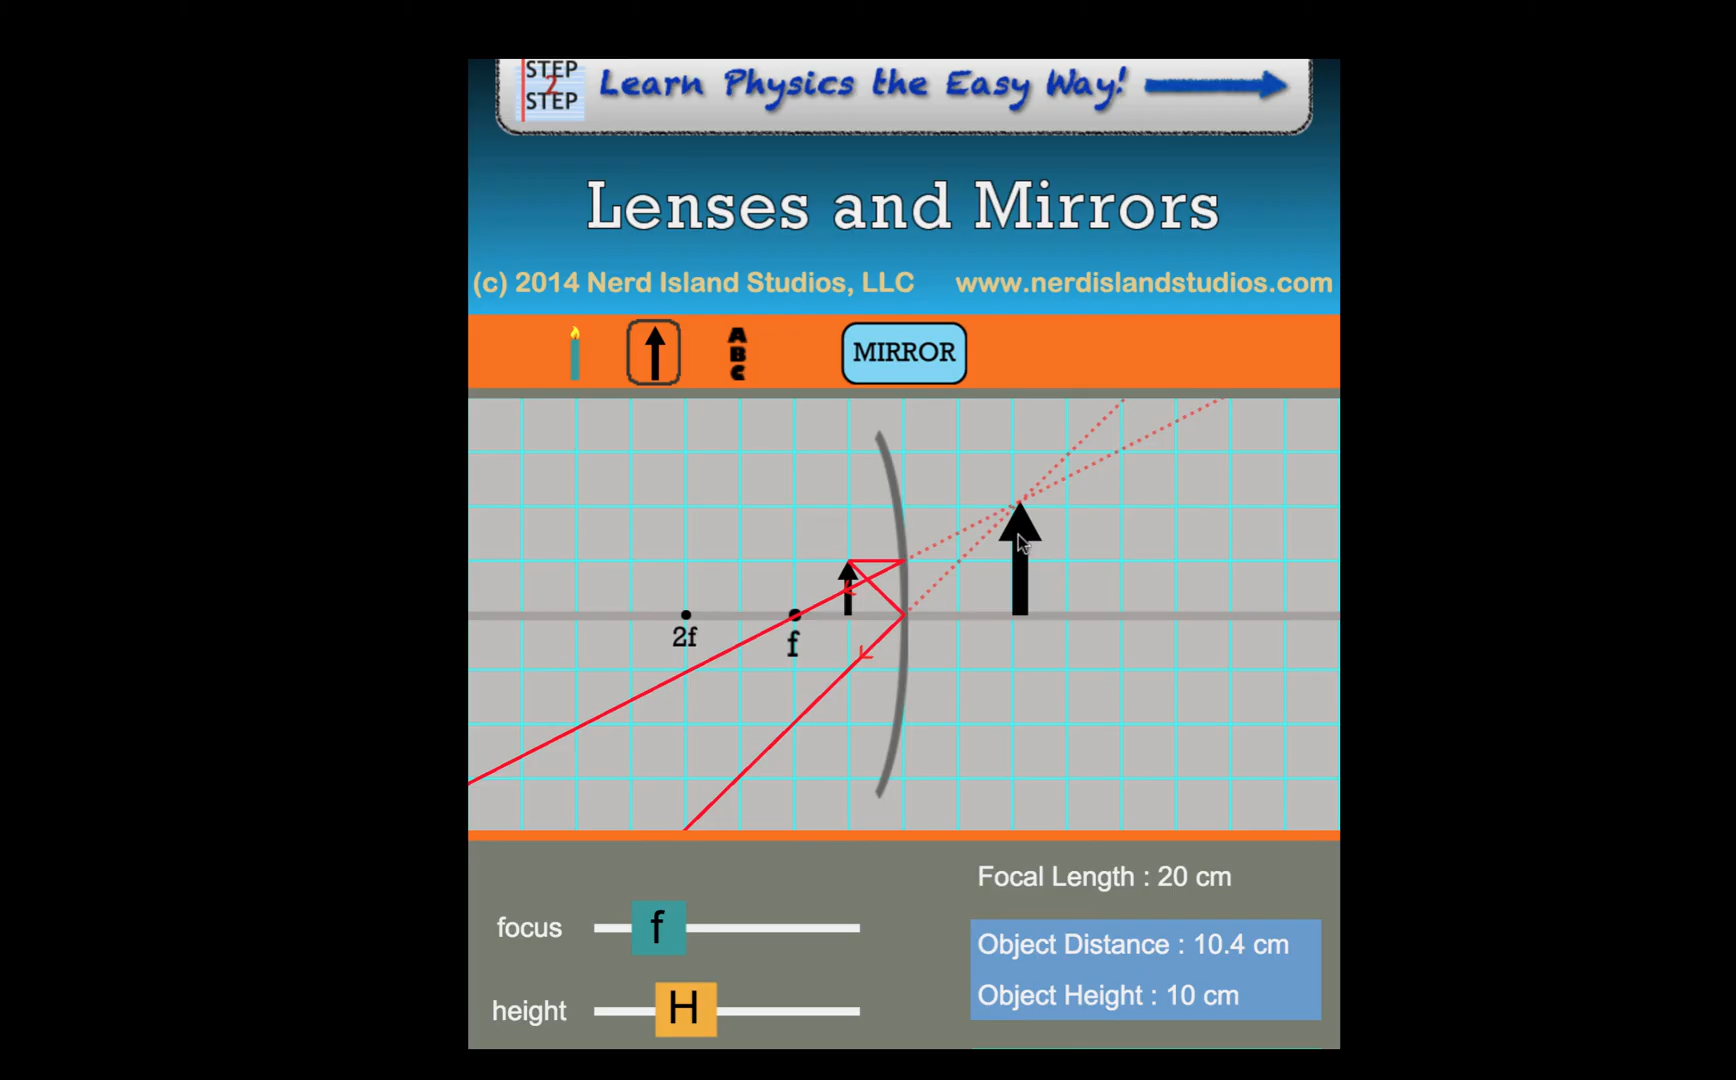 STEP
2
STEP
Learn Physics the Easy Way!
Lenses and Mirrors
(c) 2014 Nerd Island Studios, LLC
www.nerdislandstudios.com
A
B
C
MIRROR
2f
f
Focal Length : 20 cm
focus
f
Object Distance : 10.4 cm
Object Height : 10 cm
height
H